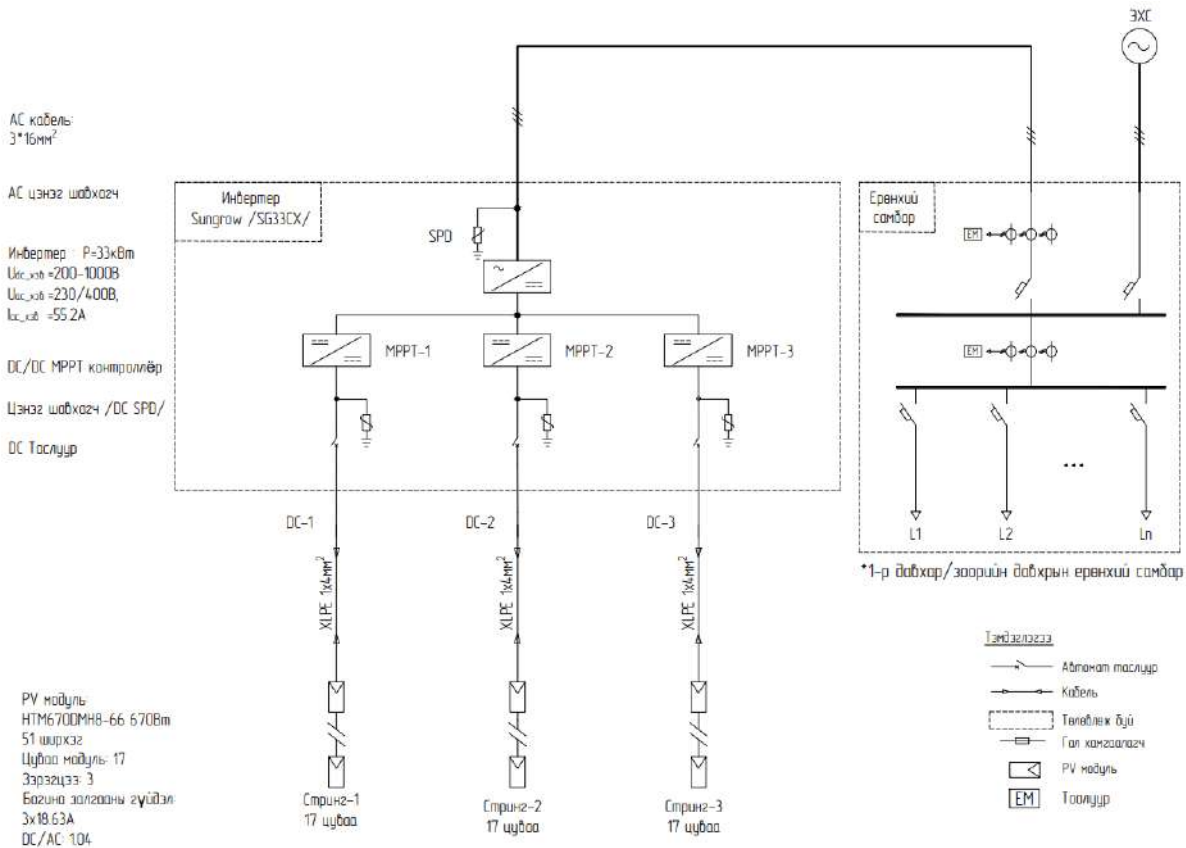 ЭХС
АС кабель:
3*16мм²
АС цэнэг шавхагч
Инвертер : P=33кВт
Udc_хэв =200-1000В
Uac_хэв =230/400В,
Iac_хэв =55.2А
DC/DC MPPT контроллёр
Цэнэг шавхагч /DC SPD/
DC Таслуур
Инвертер
Sungrow /SG33CX/
SPD
MPPT-1
MPPT-2
MPPT-3
Ерөнхий
самбар
EM
EM
L1
L2
...
Ln
*1-р давхар/зоорийн давхрын ерөнхий самбар
DC-1
DC-2
DC-3
XLPE 1x4мм²
XLPE 1x4мм²
XLPE 1x4мм²
PV модуль:
HTM670DMH8-66 670Вт
51 ширхэг
Цуваа модуль: 17
Зэрэгцээ: 3
Богино залгааны гүйдэл:
3x18.63А
DC/AC: 1.04
Стринг-1
17 цуваа
Стринг-2
17 цуваа
Стринг-3
17 цуваа
Тэмдэглэгээ
Автомат таслуур
Кабель
Төлөвлөж буй
Гал хамгаалагч
PV модуль
EM
Тоолуур